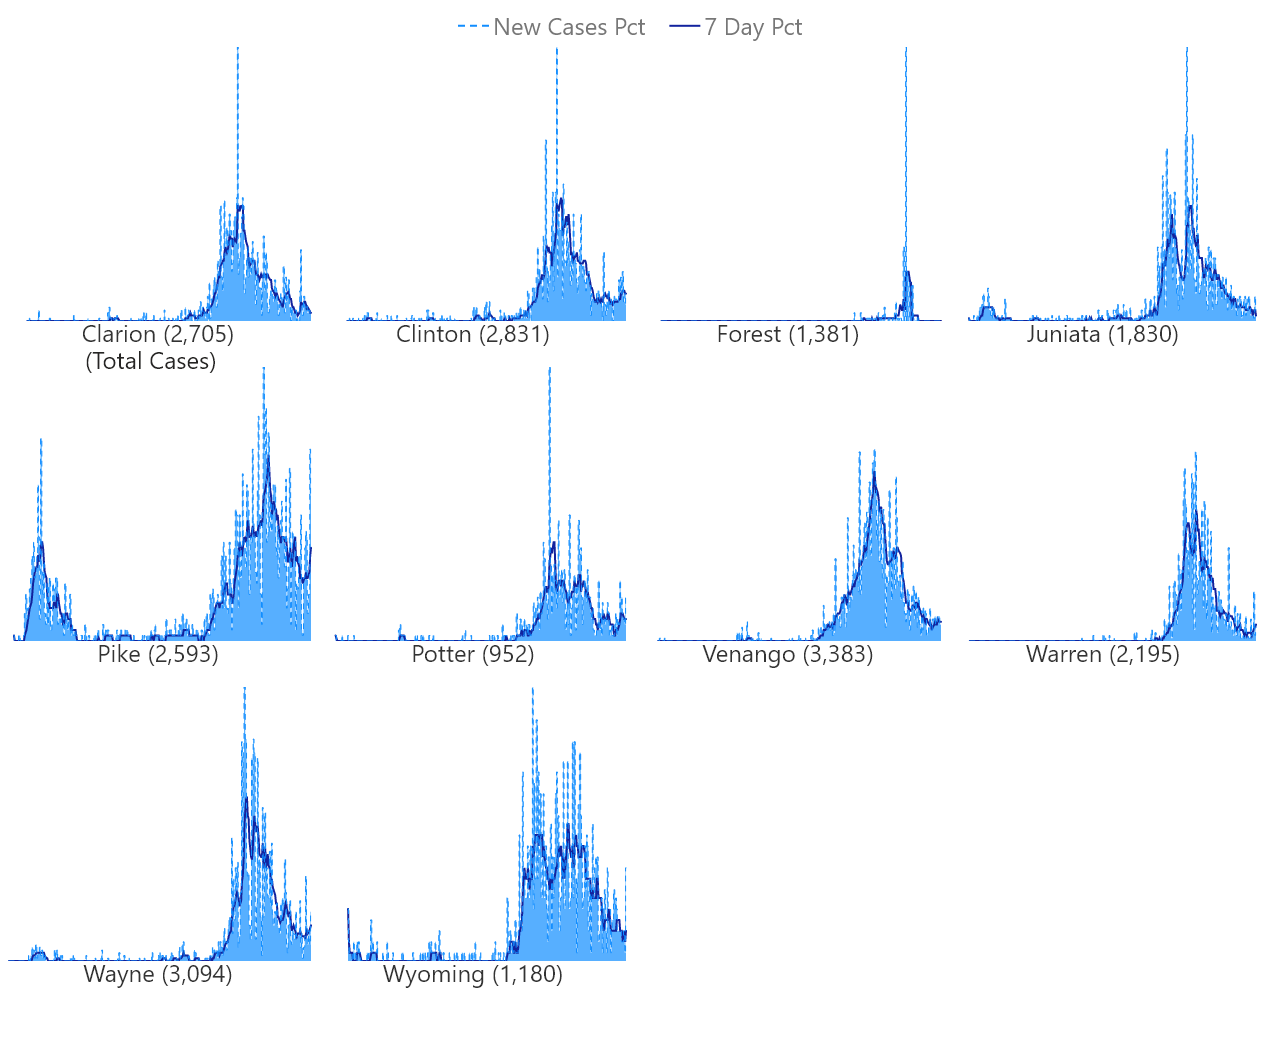 New Cases Pct 7 Day Pct
Clarion (2,705) Clinton (2,831) Forest (1,381) Juniata (1,830)
(Total Cases)
Pike (2,593) Potter (952) Venango (3,383) Warren (2,195)
Wayne (3,094) Wyoming (1,180)